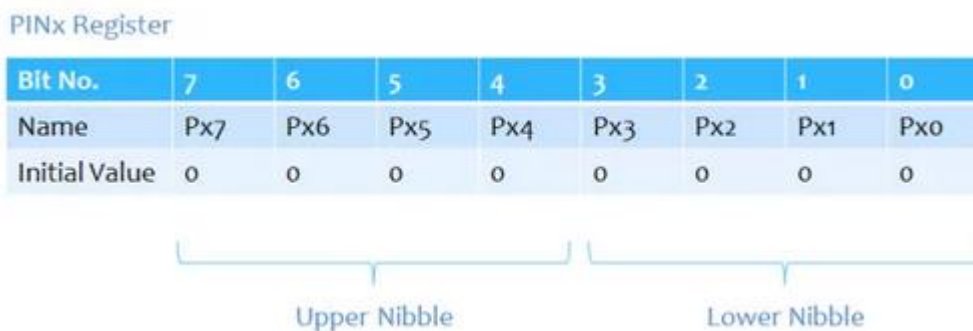 PINx Register
Bit No. 7 6 5 4 3 2 1 0
Name Px7 Px6 Px5 Px4 Px3 Px2 Px1 Px0
Initial Value 0 0 0 0 0 0 0 0
Upper Nibble Lower Nibble